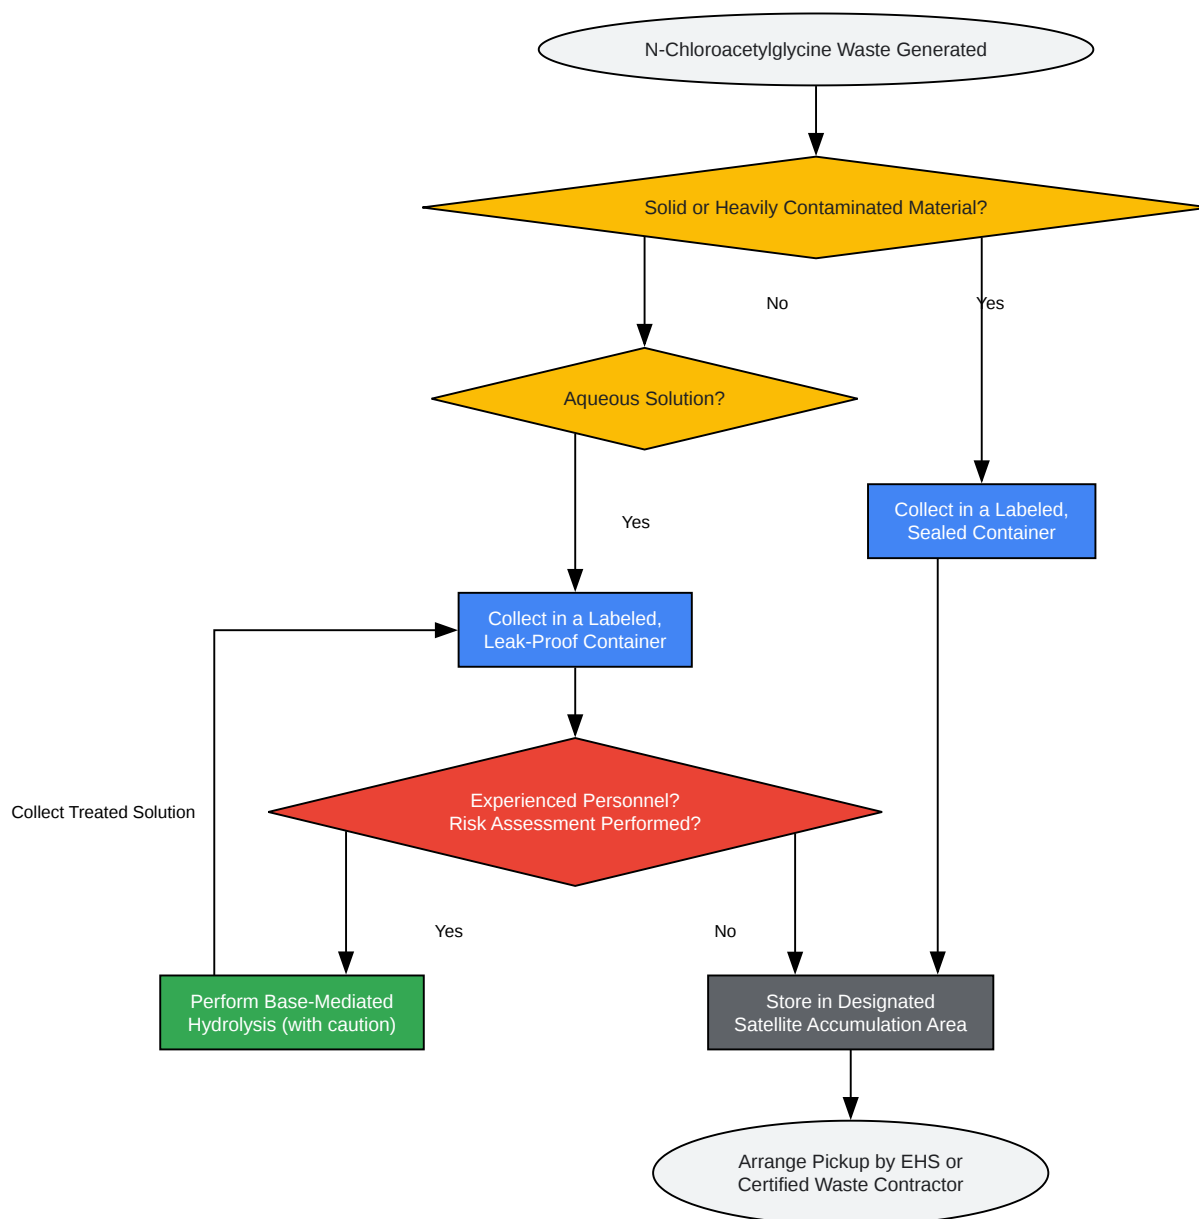 N-Chloroacetylglycine Waste Generated
Solid or Heavily Contaminated Material?
No
Yes
Aqueous Solution?
Collect in a Labeled,
Sealed Container
Yes
Collect in a Labeled,
Leak-Proof Container
Experienced Personnel?
Risk Assessment Performed?
Collect Treated Solution
Yes
No
Perform Base-Mediated
Hydrolysis (with caution)
Store in Designated
Satellite Accumulation Area
Arrange Pickup by EHS or
Certified Waste Contractor